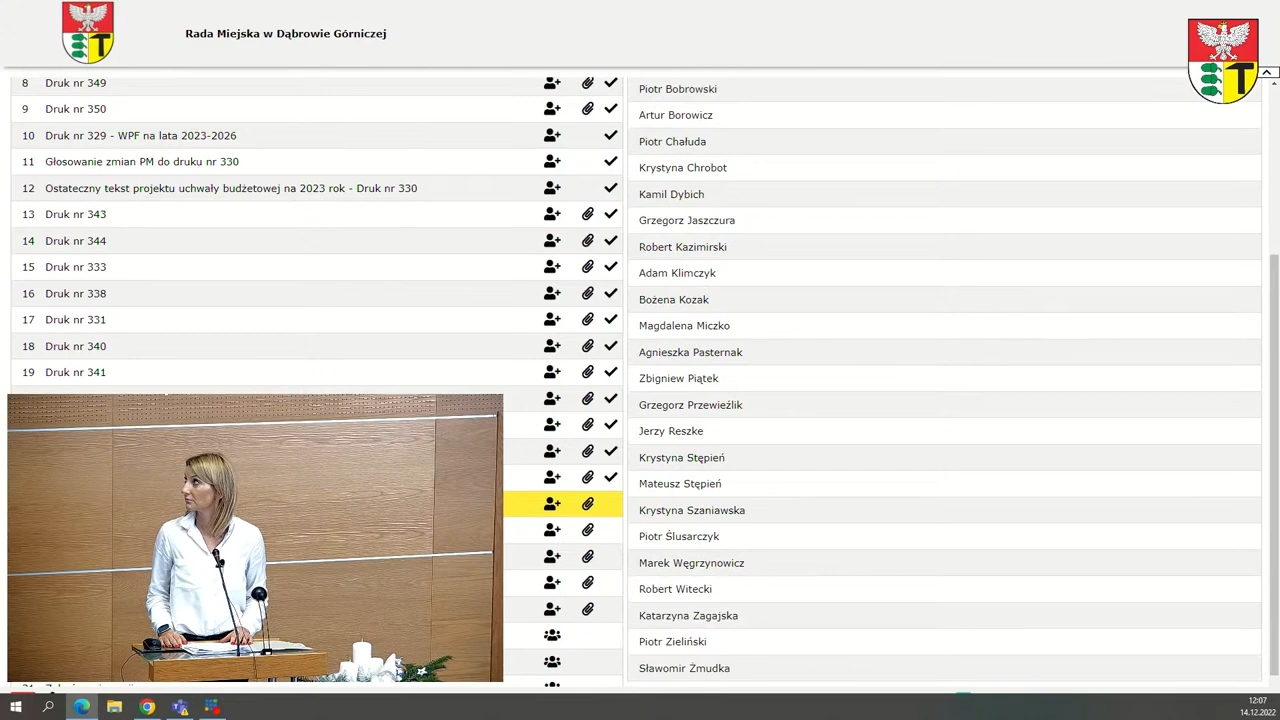 Rada Miejska w Dąbrowie Górniczej
8 Druk nr 349
9 Druk nr 350
10 Druk nr 329 - WPF na lata 2023-2026
11 Głosowanie zmian PM do druku nr 330
12 Ostateczny tekst projektu uchwały budżetowej na 2023 rok - Druk nr 330
13 Druk nr 343
14 Druk nr 344
15 Druk nr 333
16 Druk nr 338
17 Druk nr 331
18 Druk nr 340
19 Druk nr 341
Piotr Bobrowski
Artur Borowicz
Piotr Chałuda
Krystyna Chrobot
Kamil Dybich
Grzegorz Jaszczura
Robert Kazimirski
Adam Klimczyk
Bożena Kozak
Magdalena Miczko
Agnieszka Pasternak
Zbigniew Piątek
Grzegorz Przewieźlik
Jerzy Reszke
Krystyna Stępień
Mateusz Stępień
Krystyna Szaniawska
Piotr Ślusarczyk
Marek Węgrzynowicz
Robert Witecki
Katarzyna Zagajska
Piotr Zieliński
Sławomir Żmudka
12:07
14.12.2022